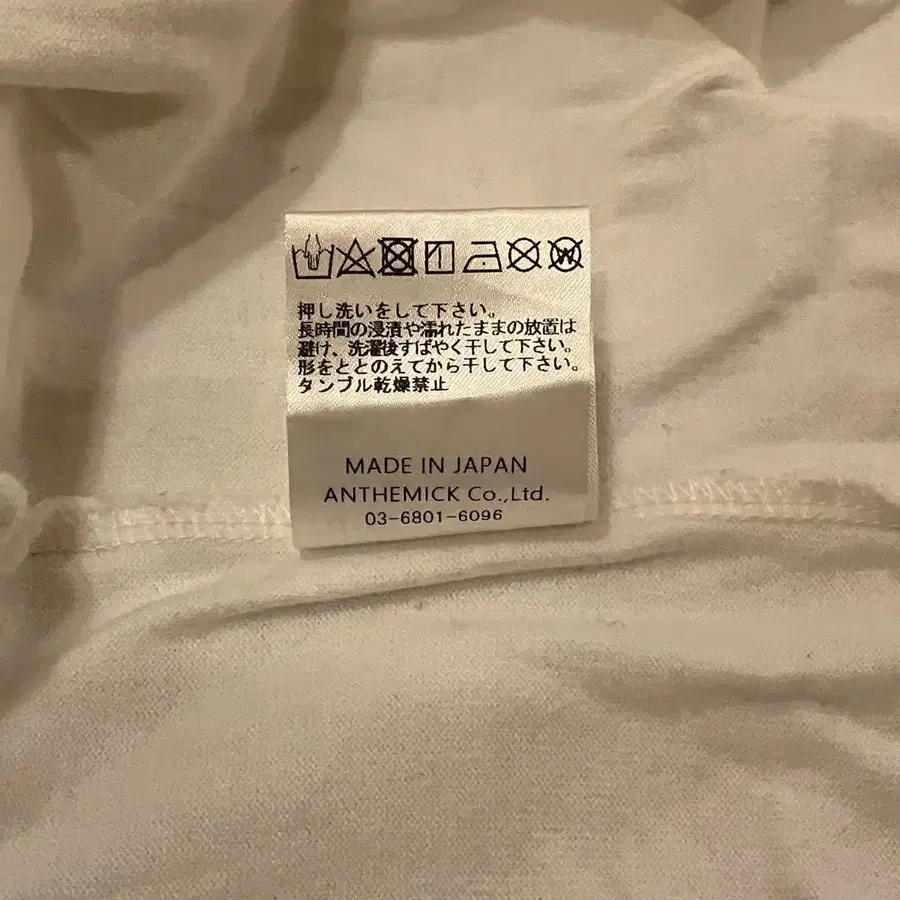 押し洗いをして下さい。
長時間の浸漬や濡れたままの放置は
避け、洗濯後すばやく干して下さい。
形をととのえてから干して下さい。
タンブル乾燥禁止
MADE IN JAPAN
ANTHEMICK Co.,Ltd.
03-6801-6096